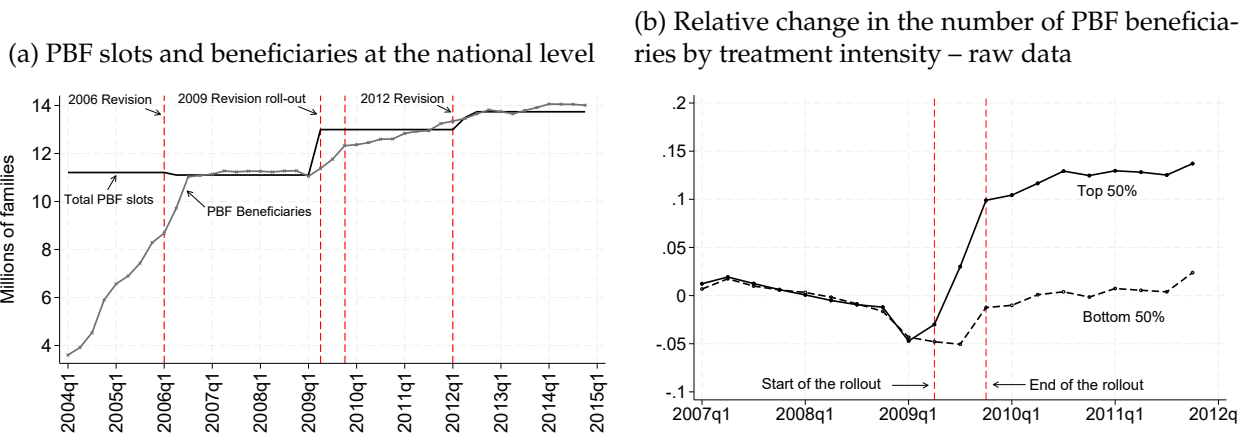 (a) PBF slots and beneficiaries at the national level
2006 Revision
2009 Revision roll-out
2012 Revision
Total PBF slots
PBF Beneficiaries
Millions of families
14
12
10
8
6
4
2004q1
2005q1
2006q1
2007q1
2008q1
2009q1
2010q1
2011q1
2012q1
2013q1
2014q1
2015q1
(b) Relative change in the number of PBF beneficia-
ries by treatment intensity – raw data
.2
.15
.1
.05
0
-.05
-.1
Top 50%
Bottom 50%
Start of the rollout
End of the rollout
2007q1
2008q1
2009q1
2010q1
2011q1
2012q